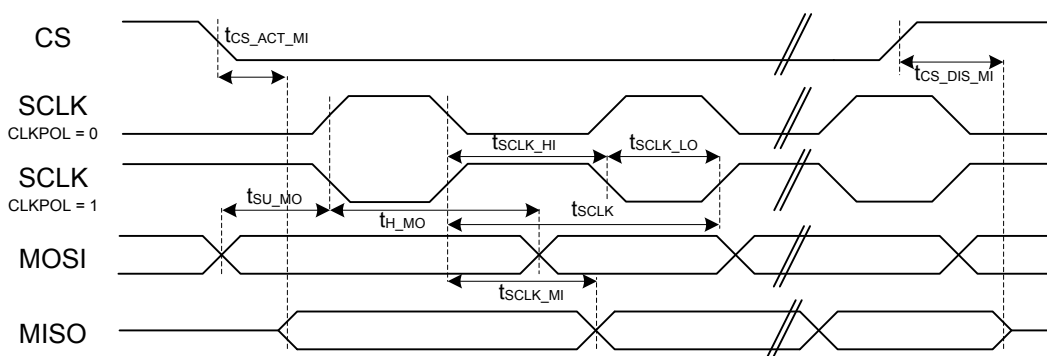 CS
tCS_ACT_MI
tCS_DIS_MI
SCLK
CLKPOL = 0
tSCLK_HI
tSCLK_LO
SCLK
CLKPOL = 1
tSU_MO
tH_MO
tSCLK
MOSI
tSCLK_MI
MISO